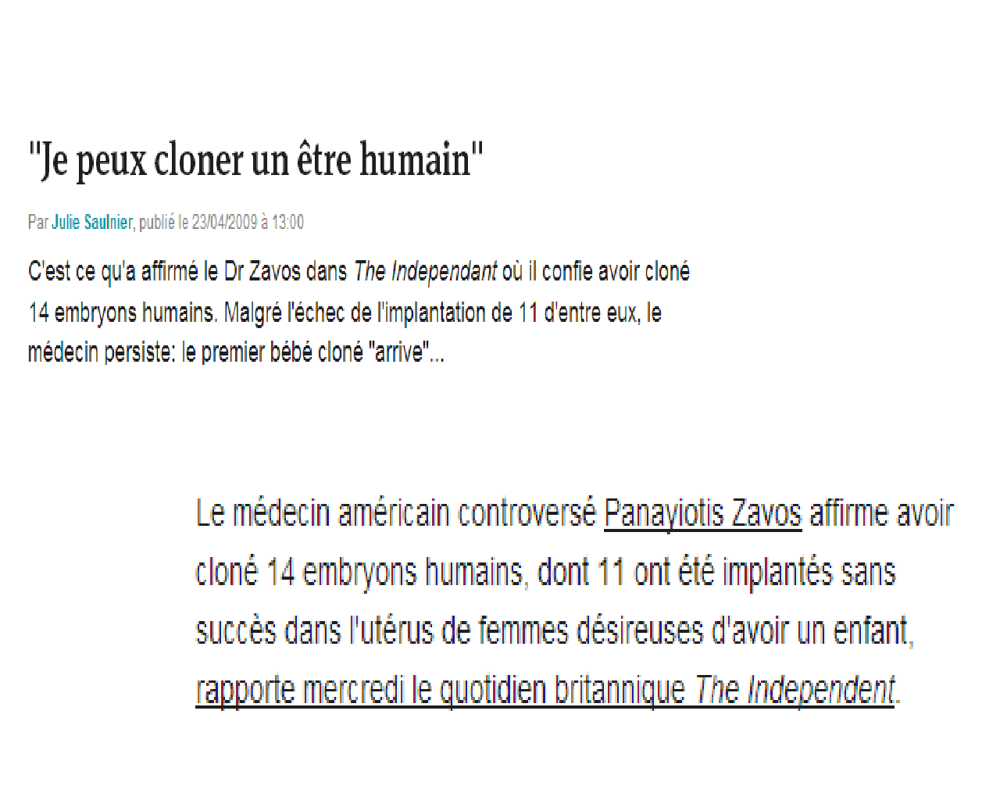 "Je peux cloner un être humain"
Par Julie Saulnier, publié le 23/04/2009 à 13:00
C'est ce qu'a affirmé le Dr Zavos dans The Independant où il confie avoir cloné
14 embryons humains. Malgré l'échec de l'implantation de 11 d'entre eux, le
médecin persiste: le premier bébé cloné "arrive"...
Le médecin américain controversé Panayiotis Zavos affirme avoir
cloné 14 embryons humains, dont 11 ont été implantés sans
succès dans l'utérus de femmes désireuses d'avoir un enfant,
rapporte mercredi le quotidien britannique The Independent.